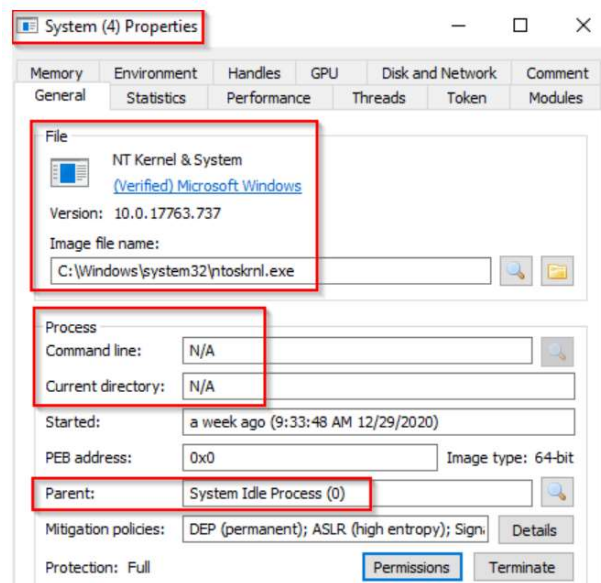 System (4) Properties
Memory Environment Handles GPU Disk and Network Comment
General Statistics Performance Threads Token Modules
File
NT Kernel & System
(Verified) Microsoft Windows
Version: 10.0.17763.737
Image file name:
C:\Windows\system32\ntoskrnl.exe
Process
Command line: N/A
Current directory: N/A
Started: a week ago (9:33:48 AM 12/29/2020)
PEB address: 0x0 Image type: 64-bit
Parent: System Idle Process (0)
Mitigation policies: DEP (permanent); ASLR (high entropy); Sign Details
Protection: Full Permissions Terminate